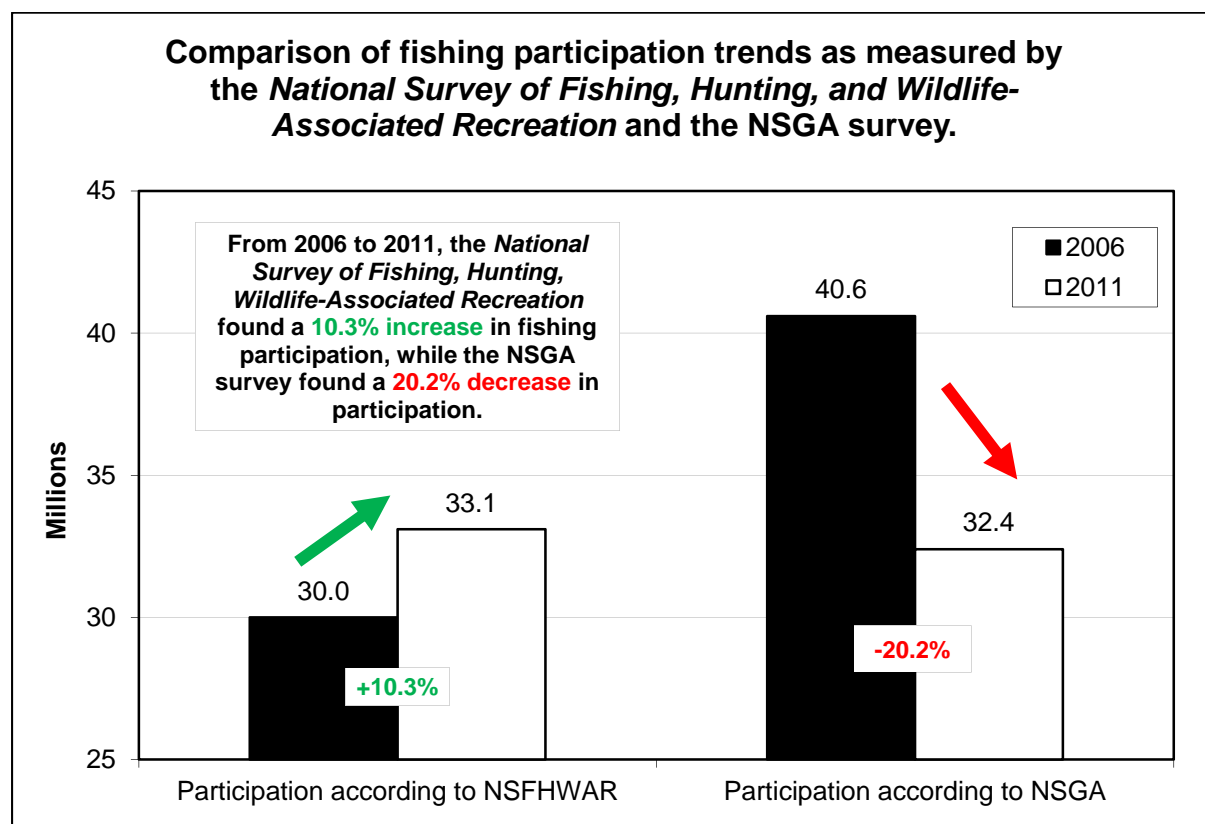 Comparison of fishing participation trends as measured by
the National Survey of Fishing, Hunting, and Wildlife-
Associated Recreation and the NSGA survey.
45
From 2006 to 2011, the National
Survey of Fishing, Hunting,
Wildlife-Associated Recreation
found a 10.3% increase in fishing
participation, while the NSGA
survey found a 20.2% decrease in
participation.
2006
2011
40.6
40
35
33.1
32.4
Millions
30.0
30
-20.2%
+10.3%
25
Participation according to NSFHWAR
Participation according to NSGA